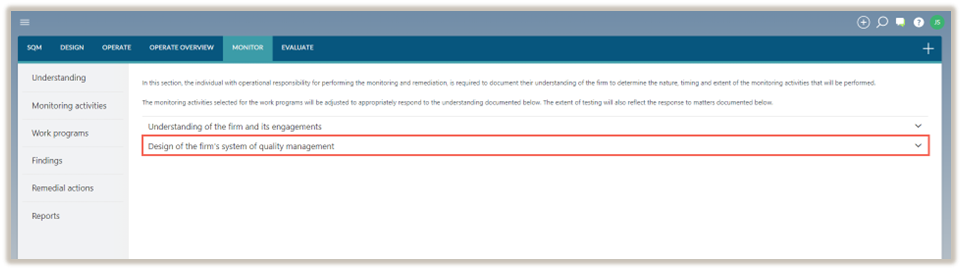 JS
SQM DESIGN OPERATE OPERATE OVERVIEW MONITOR EVALUATE
Understanding
Monitoring activities
Work programs
Findings
Remedial actions
Reports
In this section, the individual with operational responsibility for performing the monitoring and remediation, is required to document their understanding of the firm to determine the nature, timing and extent of the monitoring activities that will be performed.
The monitoring activities selected for the work programs will be adjusted to appropriately respond to the understanding documented below. The extent of testing will also reflect the response to matters documented below.
Understanding of the firm and its engagements
Design of the firm's system of quality management